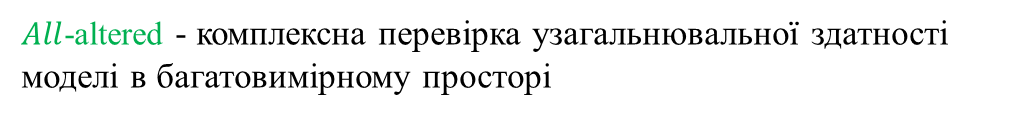 All-altered - комплексна перевірка узагальнювальної здатності
моделі в багатовимірному просторі